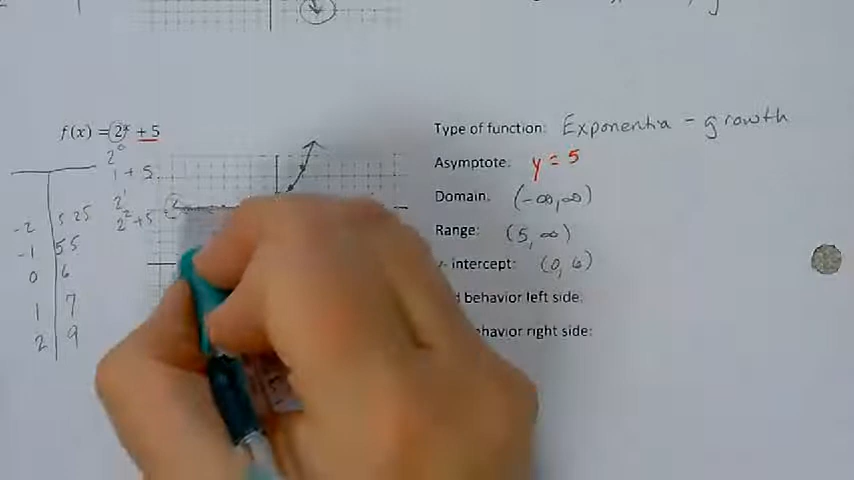 f(x) = 2ˣ + 5
Type of function: Exponentia - growth
2⁰
1 + 5
Asymptote: y = 5
2¹
Domain: (-∞,∞)
2² + 5
-2 5 25
Range: (5, ∞)
-1 5 5
intercept: (0, 6)
0 6
behavior left side:
1 7
behavior right side:
2 9